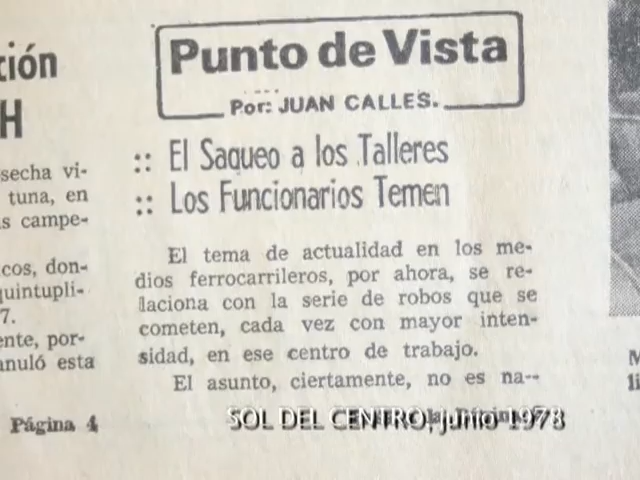 ción
H
secha vi-
tuna, en
s campe-
cos, don-
uintupli-
7.
ente, por-
anuló esta
Página 4
Punto de Vista
Por: JUAN CALLES.
:: El Saqueo a los Talleres
:: Los Funcionarios Temen
El tema de actualidad en los me-
dios ferrocarrileros, por ahora, se re-
laciona con la serie de robos que se
cometen, cada vez con mayor inten-
sidad, en ese centro de trabajo.
El asunto, ciertamente, no es na--
SOL DEL CENTRO, junio 1978
M
li